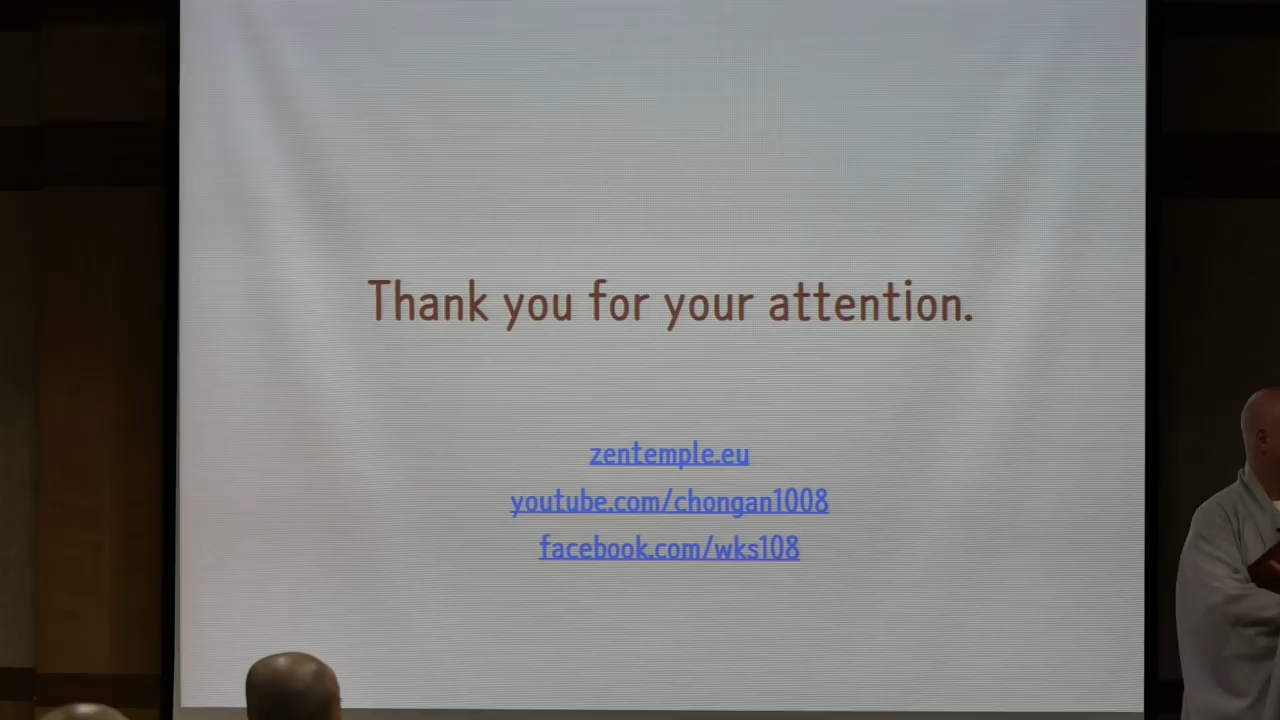 Thank you for your attention.
zentemple.eu
youtube.com/chongan1008
facebook.com/wks108